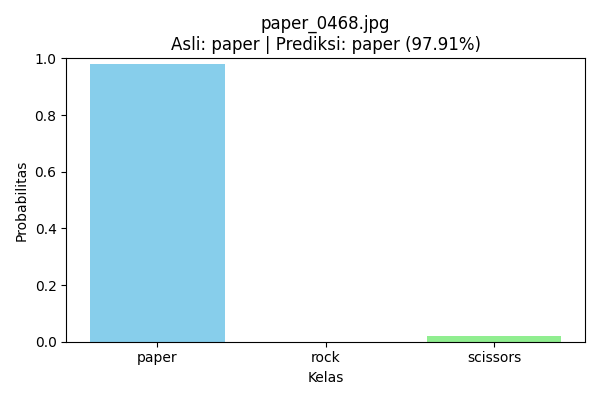 paper_0468.jpg
Asli: paper | Prediksi: paper (97.91%)
1.0
0.8
0.6
0.4
0.2
0.0
Probabilitas
paper rock scissors
Kelas